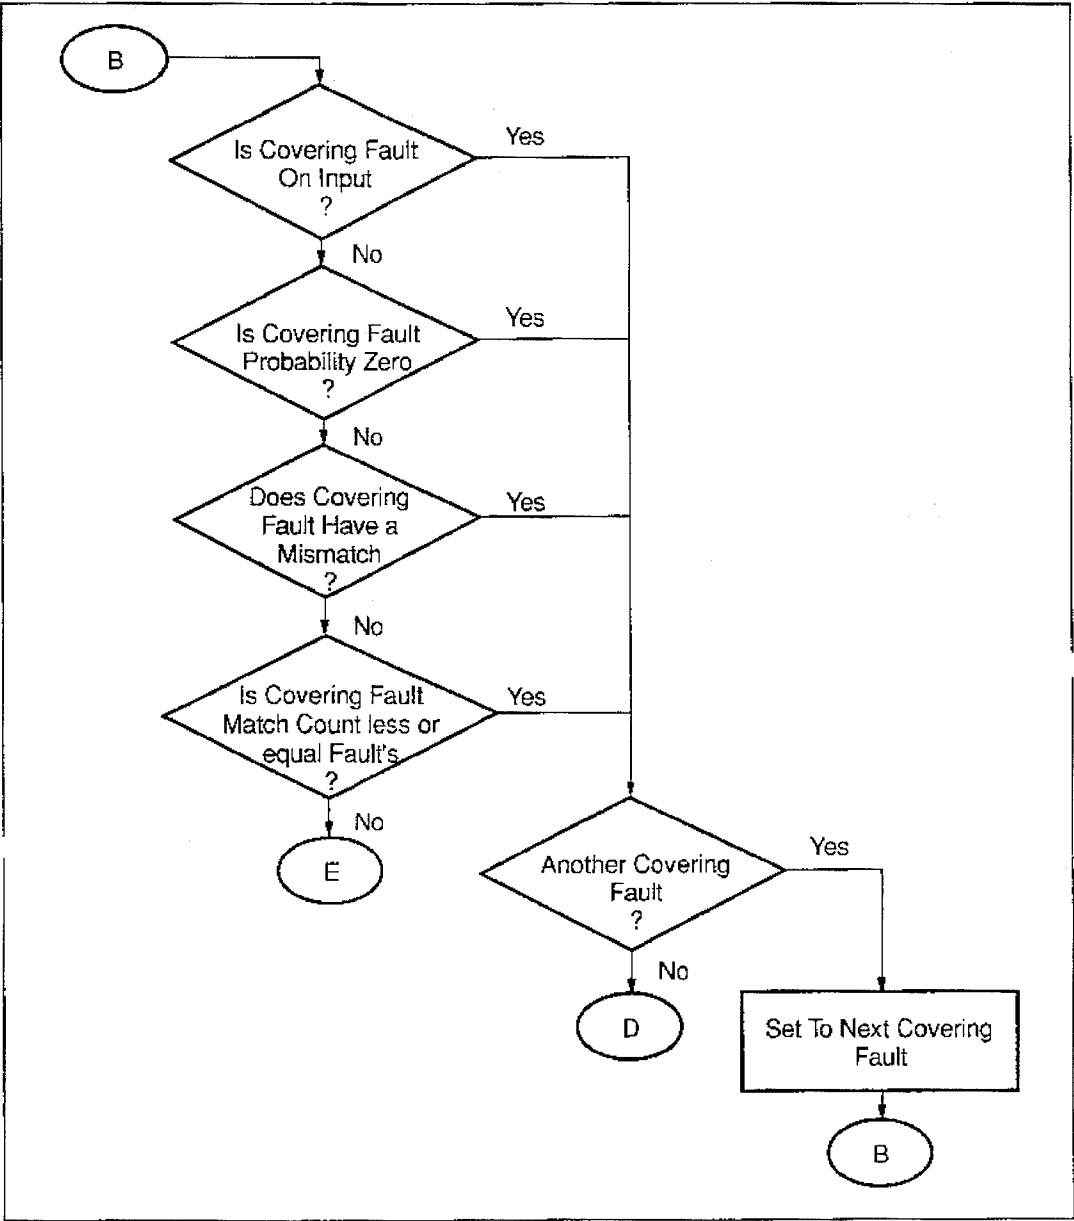 B
Is Covering Fault
On Input
?
Yes
No
Is Covering Fault
Probability Zero
?
Yes
No
Does Covering
Fault Have a
Mismatch
?
Yes
No
Is Covering Fault
Match Count less or
equal Fault's
?
Yes
No
E
Another Covering
Fault
?
Yes
No
D
Set To Next Covering
Fault
B